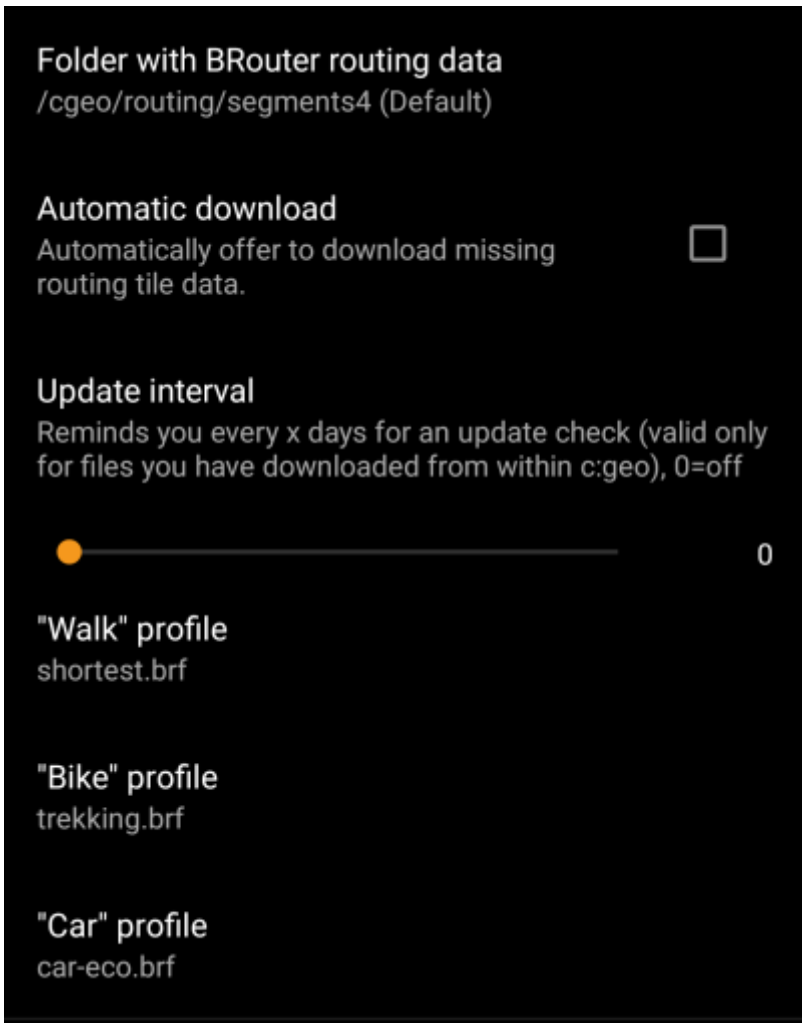 Folder with BRouter routing data
/cgeo/routing/segments4 (Default)
Automatic download
Automatically offer to download missing
routing tile data.
Update interval
Reminds you every x days for an update check (valid only
for files you have downloaded from within c:geo), 0=off
0
"Walk" profile
shortest.brf
"Bike" profile
trekking.brf
"Car" profile
car-eco.brf